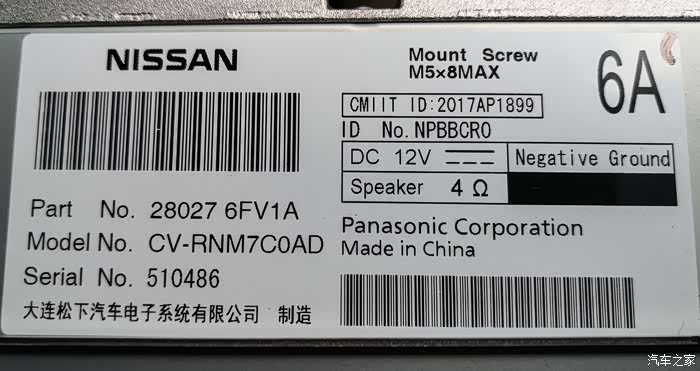 NISSAN
Mount Screw
M5×8MAX
6A
CMIIT ID:2017AP1899
ID No.NPBBCR0
DC 12V
Negative Ground
Speaker 4 Ω
Part No. 28027 6FV1A
Model No. CV-RNM7C0AD
Serial No. 510486
大连松下汽车电子系统有限公司 制造
Panasonic Corporation
Made in China
汽车之家